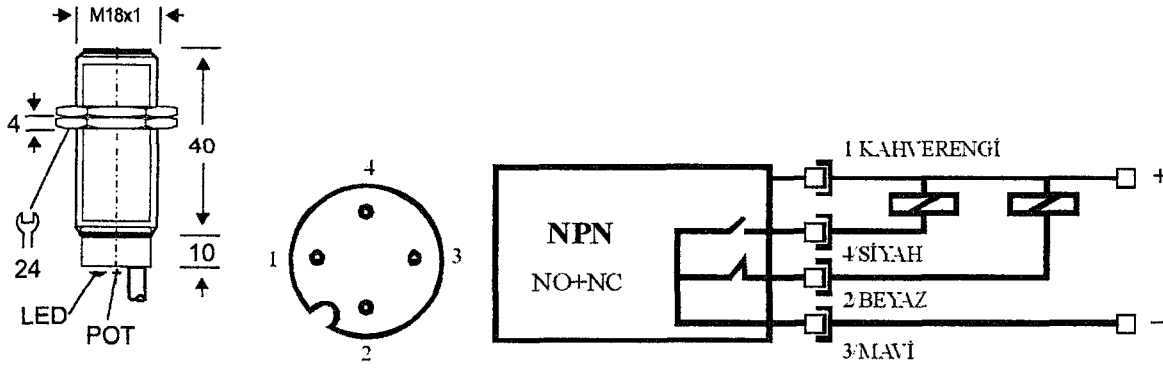 M18x1
4
40
24
10
LED
POT
4
1
3
2
NPN
NO+NC
1 KAHVERENGİ
+
4/SİYAH
2/BEYAZ
3/MAVİ
−